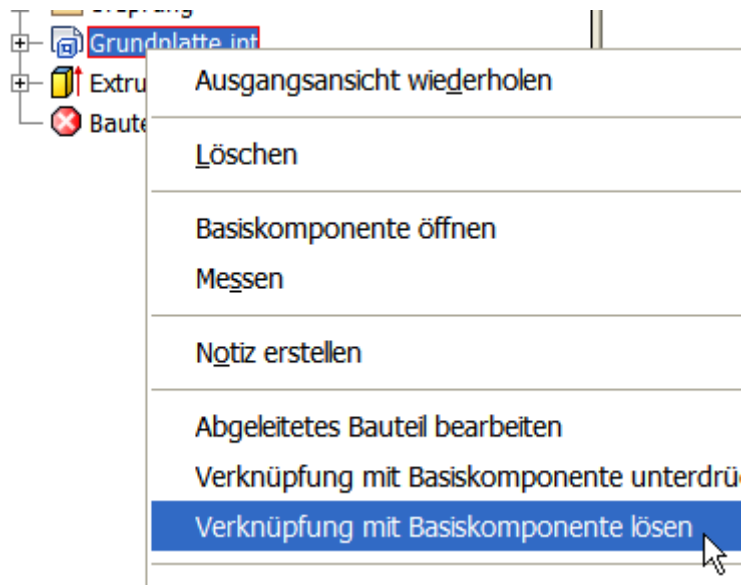 Ursprung
Grundplatte.ipt
Extru
Baute
Ausgangsansicht wiederholen
Löschen
Basiskomponente öffnen
Messen
Notiz erstellen
Abgeleitetes Bauteil bearbeiten
Verknüpfung mit Basiskomponente unterdrü
Verknüpfung mit Basiskomponente lösen